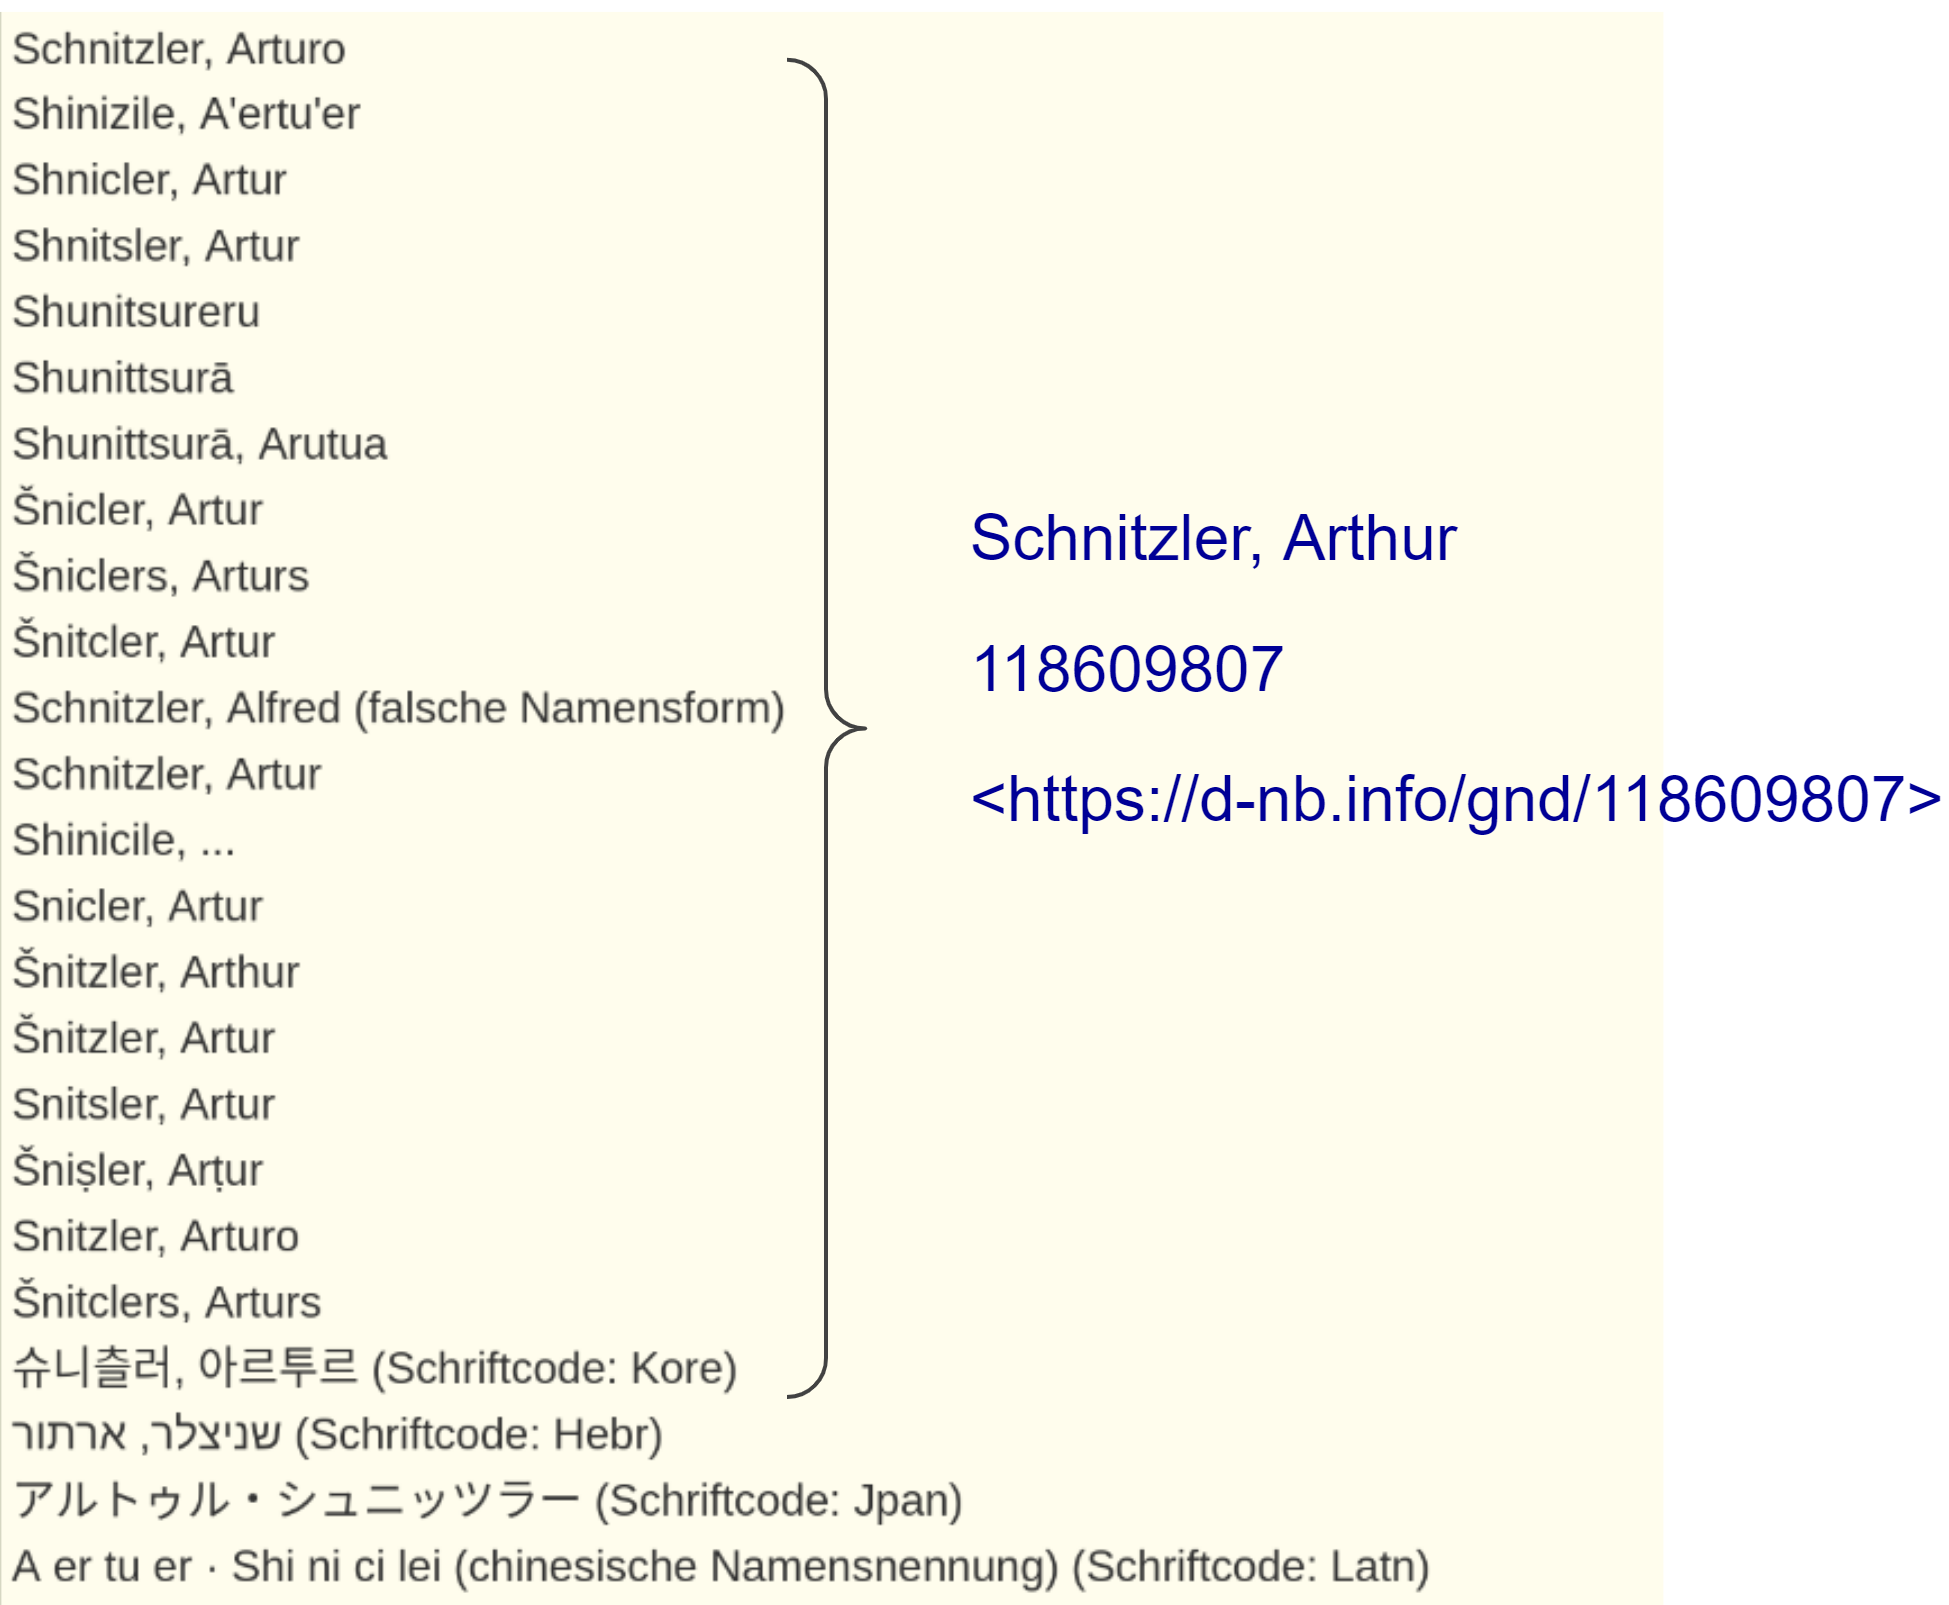 Schnitzler, Arturo
Shinizile, A'ertu'er
Shnicler, Artur
Shnitsler, Artur
Shunitsureru
Shunittsurā
Shunittsurā, Arutua
Šnicler, Artur
Šniclers, Arturs
Šnitcler, Artur
Schnitzler, Alfred (falsche Namensform)
Schnitzler, Artur
Shinicile, ...
Snicler, Artur
Šnitzler, Arthur
Šnitzler, Artur
Snitsler, Artur
Šniṣler, Arṭur
Snitzler, Arturo
Šnitclers, Arturs
슈니츨러, 아르투르 (Schriftcode: Kore)
שניצלר, ארתור (Schriftcode: Hebr)
アルトゥル・シュニッツラー (Schriftcode: Jpan)
A er tu er · Shi ni ci lei (chinesische Namensnennung) (Schriftcode: Latn)
Schnitzler, Arthur
118609807
<https://d-nb.info/gnd/118609807>